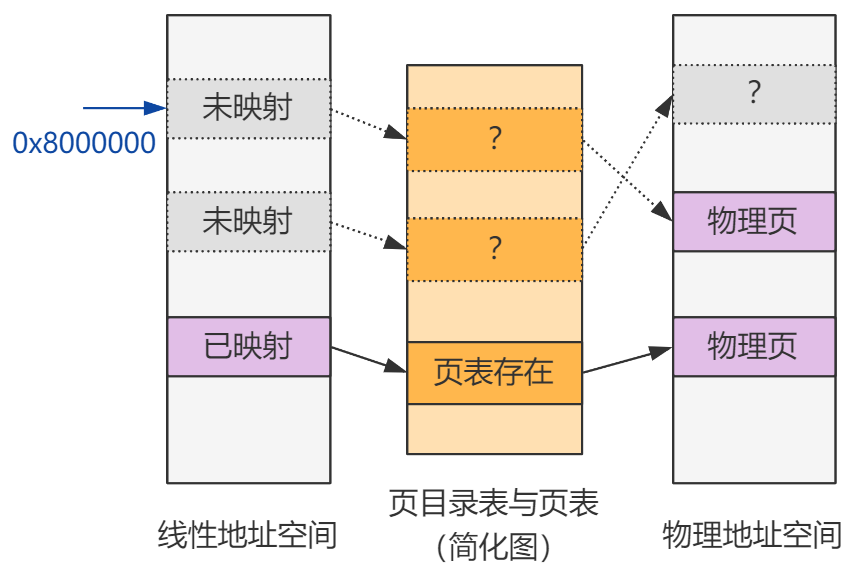 未映射
?
0x8000000
未映射
?
物理页
?
已映射
页表存在
物理页
线性地址空间
页目录表与页表
（简化图）
物理地址空间